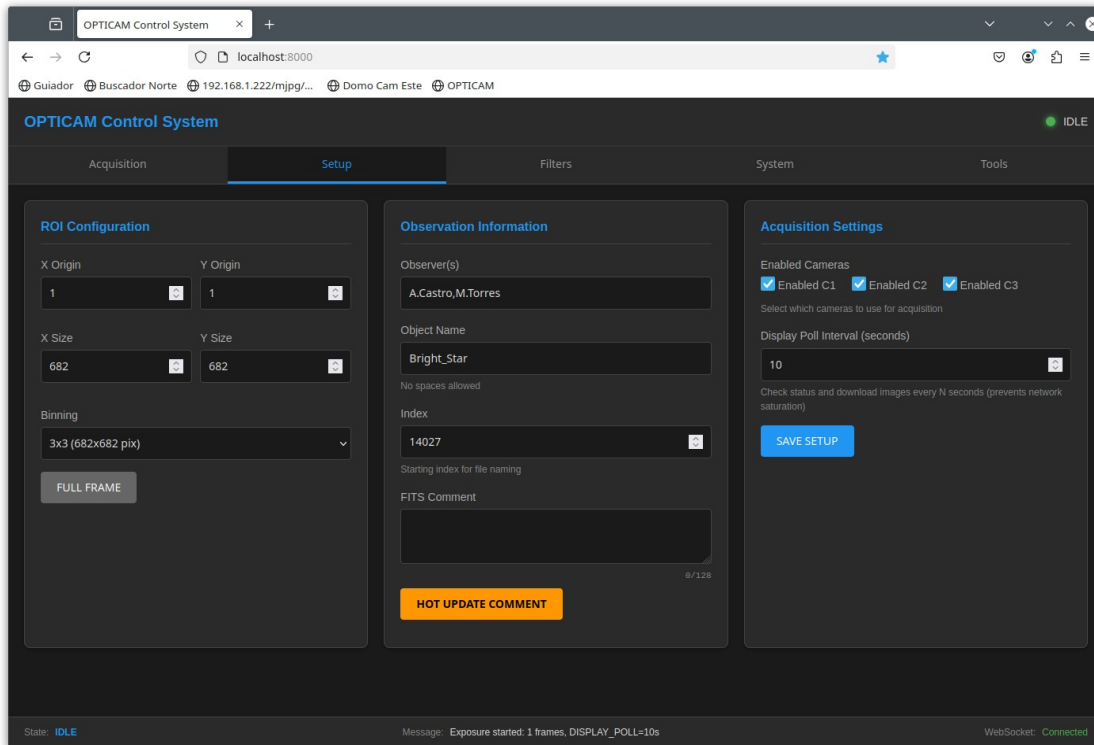 OPTICAM Control System
localhost:8000
Guiador Buscador Norte 192.168.1.222/mjpg/... Domo Cam Este OPTICAM
OPTICAM Control System IDLE
Acquisition Setup Filters System Tools
ROI Configuration
X Origin Y Origin
1 1
X Size Y Size
682 682
Binning
3x3 (682x682 pix)
FULL FRAME
Observation Information
Observer(s)
A.Castro,M.Torres
Object Name
Bright_Star
No spaces allowed
Index
14027
Starting index for file naming
FITS Comment
0/128
HOT UPDATE COMMENT
Acquisition Settings
Enabled Cameras
Enabled C1 Enabled C2 Enabled C3
Select which cameras to use for acquisition
Display Poll Interval (seconds)
10
Check status and download images every N seconds (prevents network
saturation)
SAVE SETUP
State: IDLE Message: Exposure started: 1 frames, DISPLAY_POLL=10s WebSocket: Connected